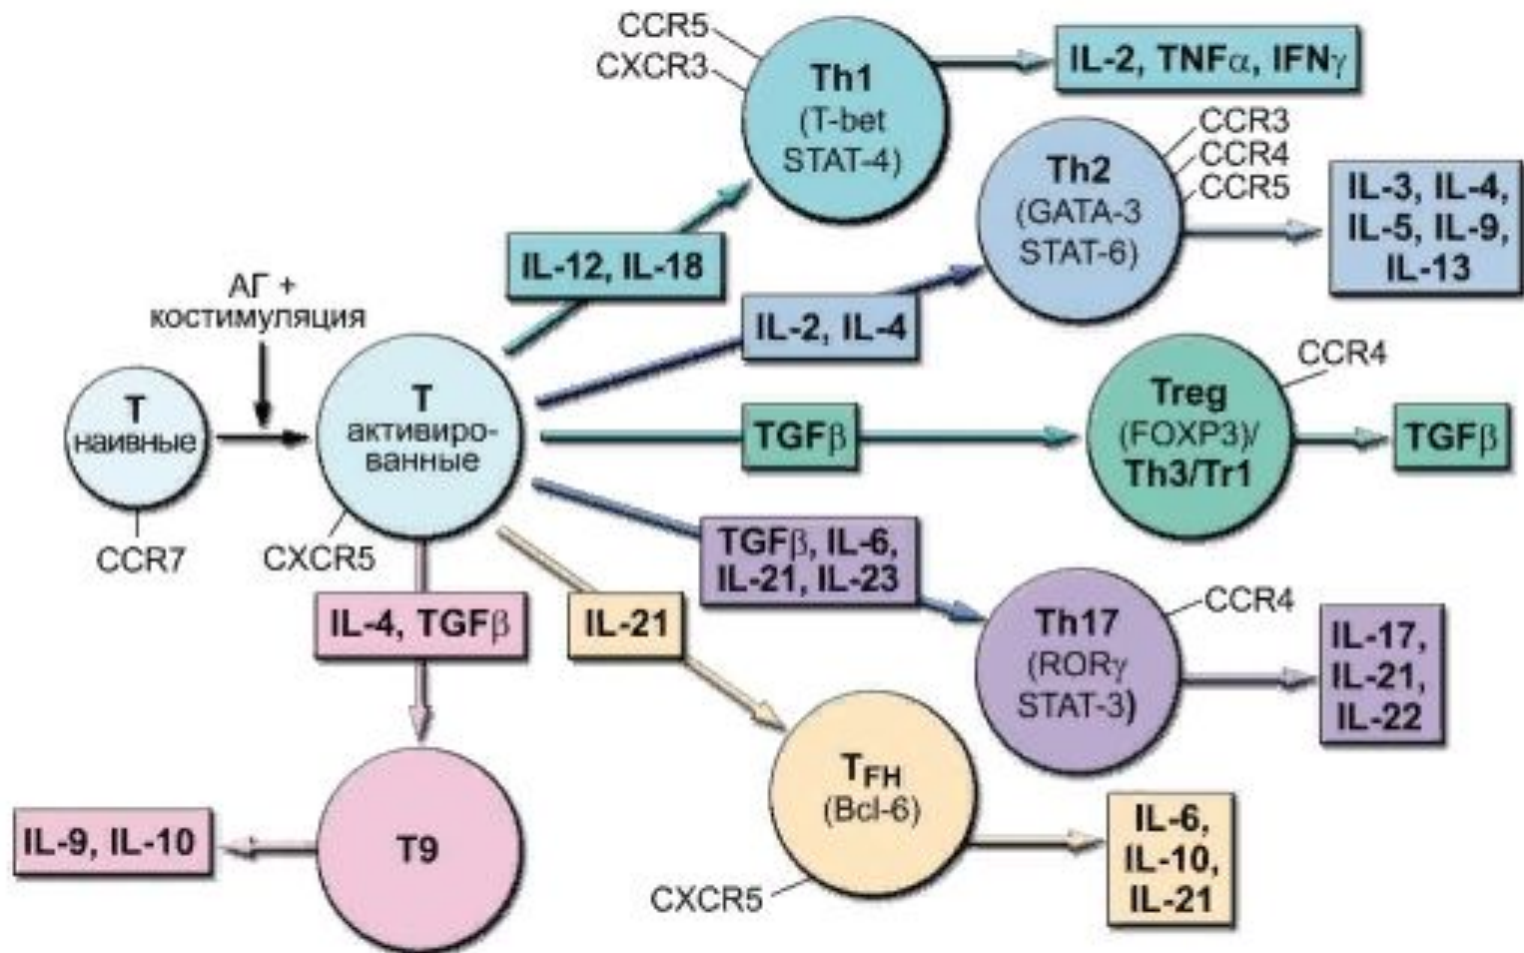 CCR5
CXCR3
Th1
(T-bet
STAT-4)
IL-2, TNFα, IFNγ
CCR3
CCR4
CCR5
Th2
(GATA-3
STAT-6)
IL-3, IL-4,
IL-5, IL-9,
IL-13
IL-12, IL-18
IL-2, IL-4
АГ +
костимуляция
Т
наивные
CCR7
Т
активиро-
ванные
CXCR5
TGFβ
CCR4
Treg
(FOXP3)/
Th3/Tr1
TGFβ
TGFβ, IL-6,
IL-21, IL-23
CCR4
Th17
(RORγ
STAT-3)
IL-17,
IL-21,
IL-22
IL-4, TGFβ
IL-21
TFH
(Bcl-6)
CXCR5
IL-6,
IL-10,
IL-21
T9
IL-9, IL-10